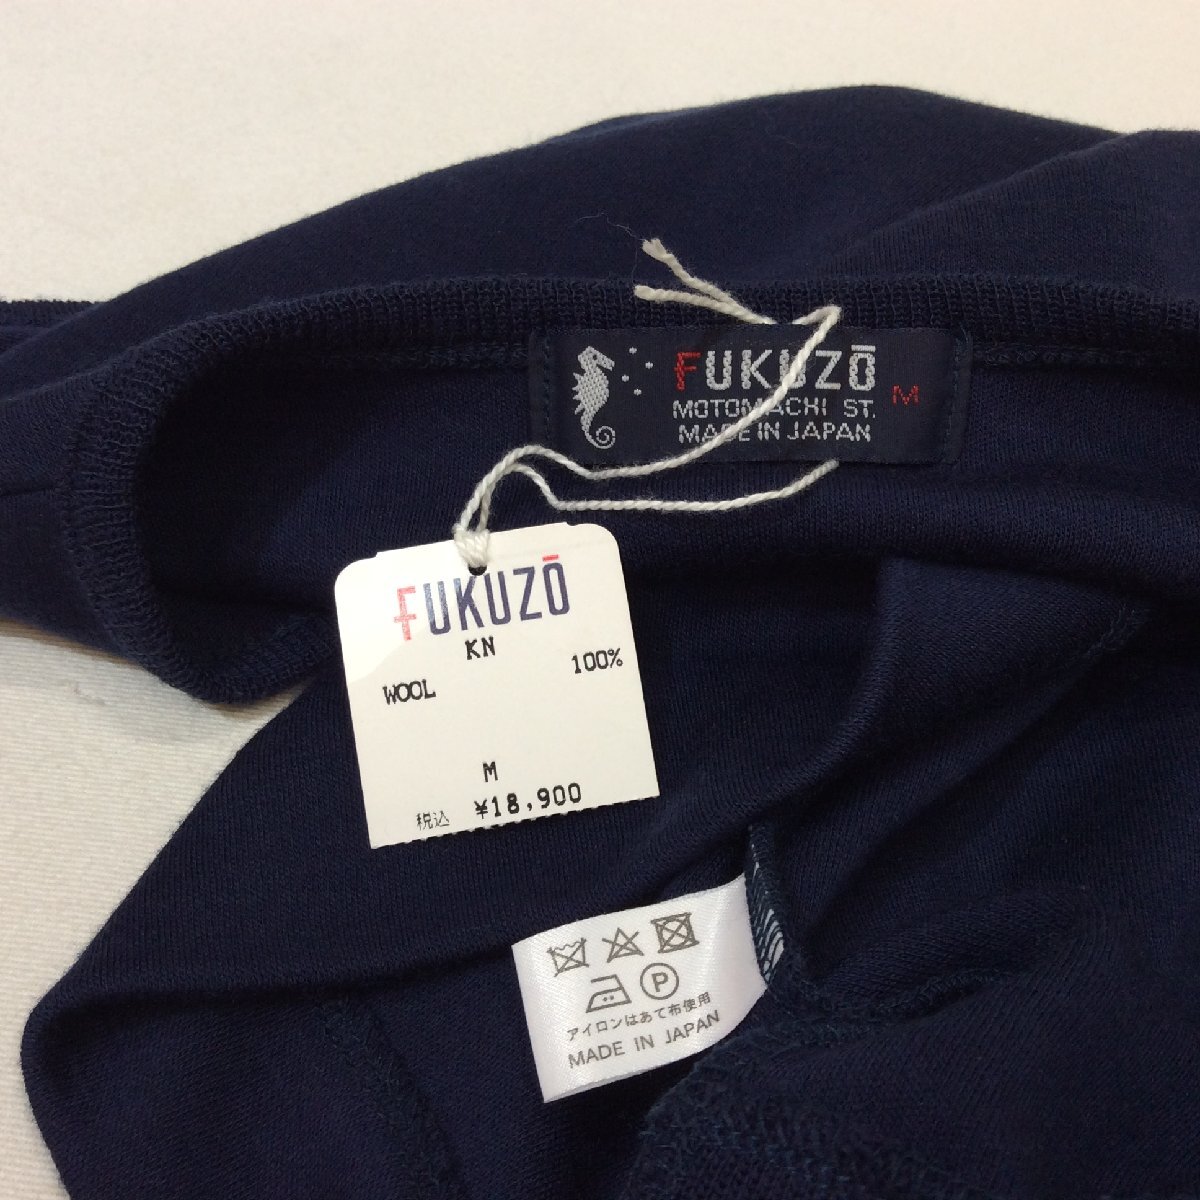 FUKUZŌ M
MOTOMACHI ST.
MADE IN JAPAN
FUKUZŌ
KN
WOOL 100%
M
税込 ¥18,900
P
アイロンはあて布使用
MADE IN JAPAN